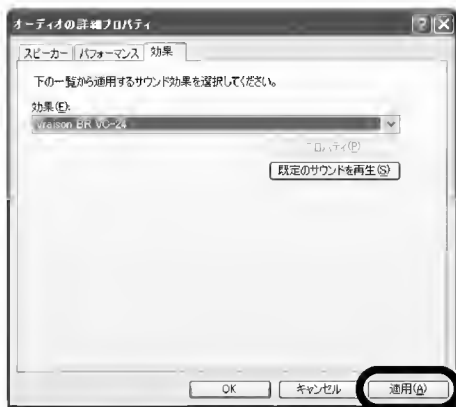 オーディオの詳細プロパティ
スピーカー パフォーマンス 効果
下の一覧から適用するサウンド効果を選択してください。
効果(E):
Vraison BR VC-24
プロパティ(P)
既定のサウンドを再生(S)
OK キャンセル 適用(A)